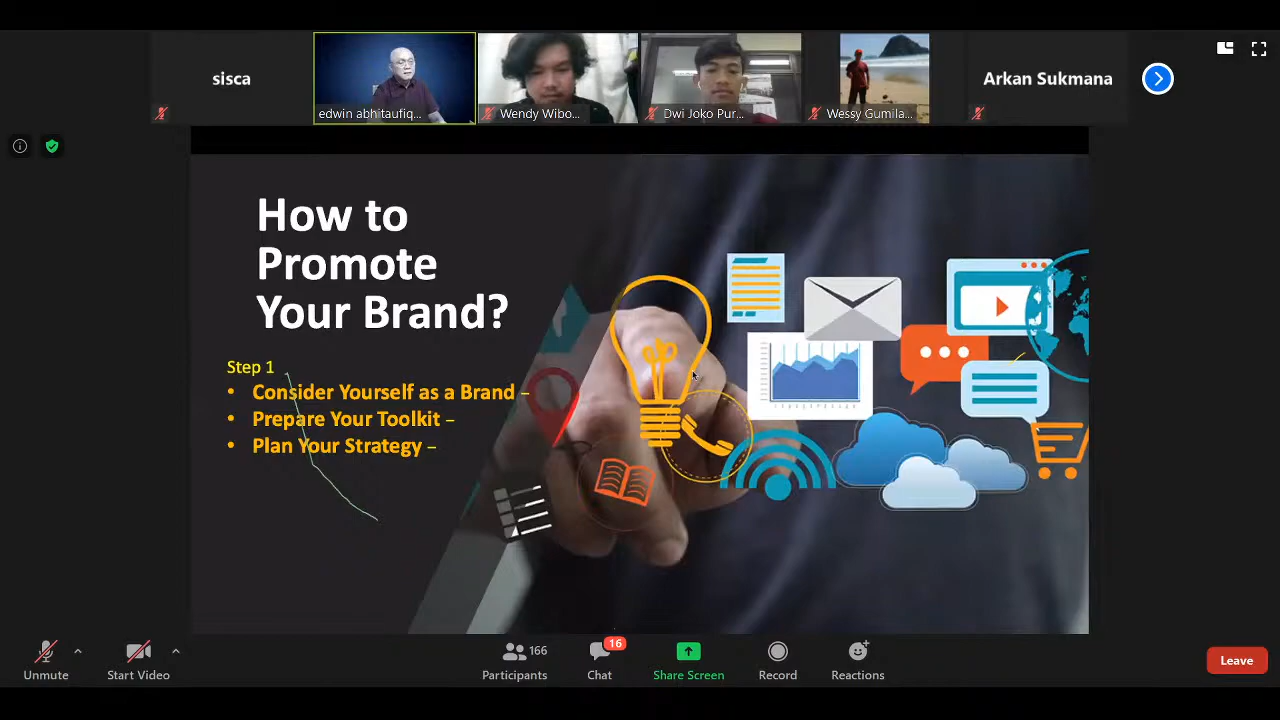 sisca
edwin abhitaufiq...
Wendy Wibo...
Dwi Joko Pur...
Wessy Gumila...
Arkan Sukmana
How to
Promote
Your Brand?
Step 1
• Consider Yourself as a Brand –
• Prepare Your Toolkit –
• Plan Your Strategy –
Unmute
Start Video
166
Participants
16
Chat
Share Screen
Record
Reactions
Leave